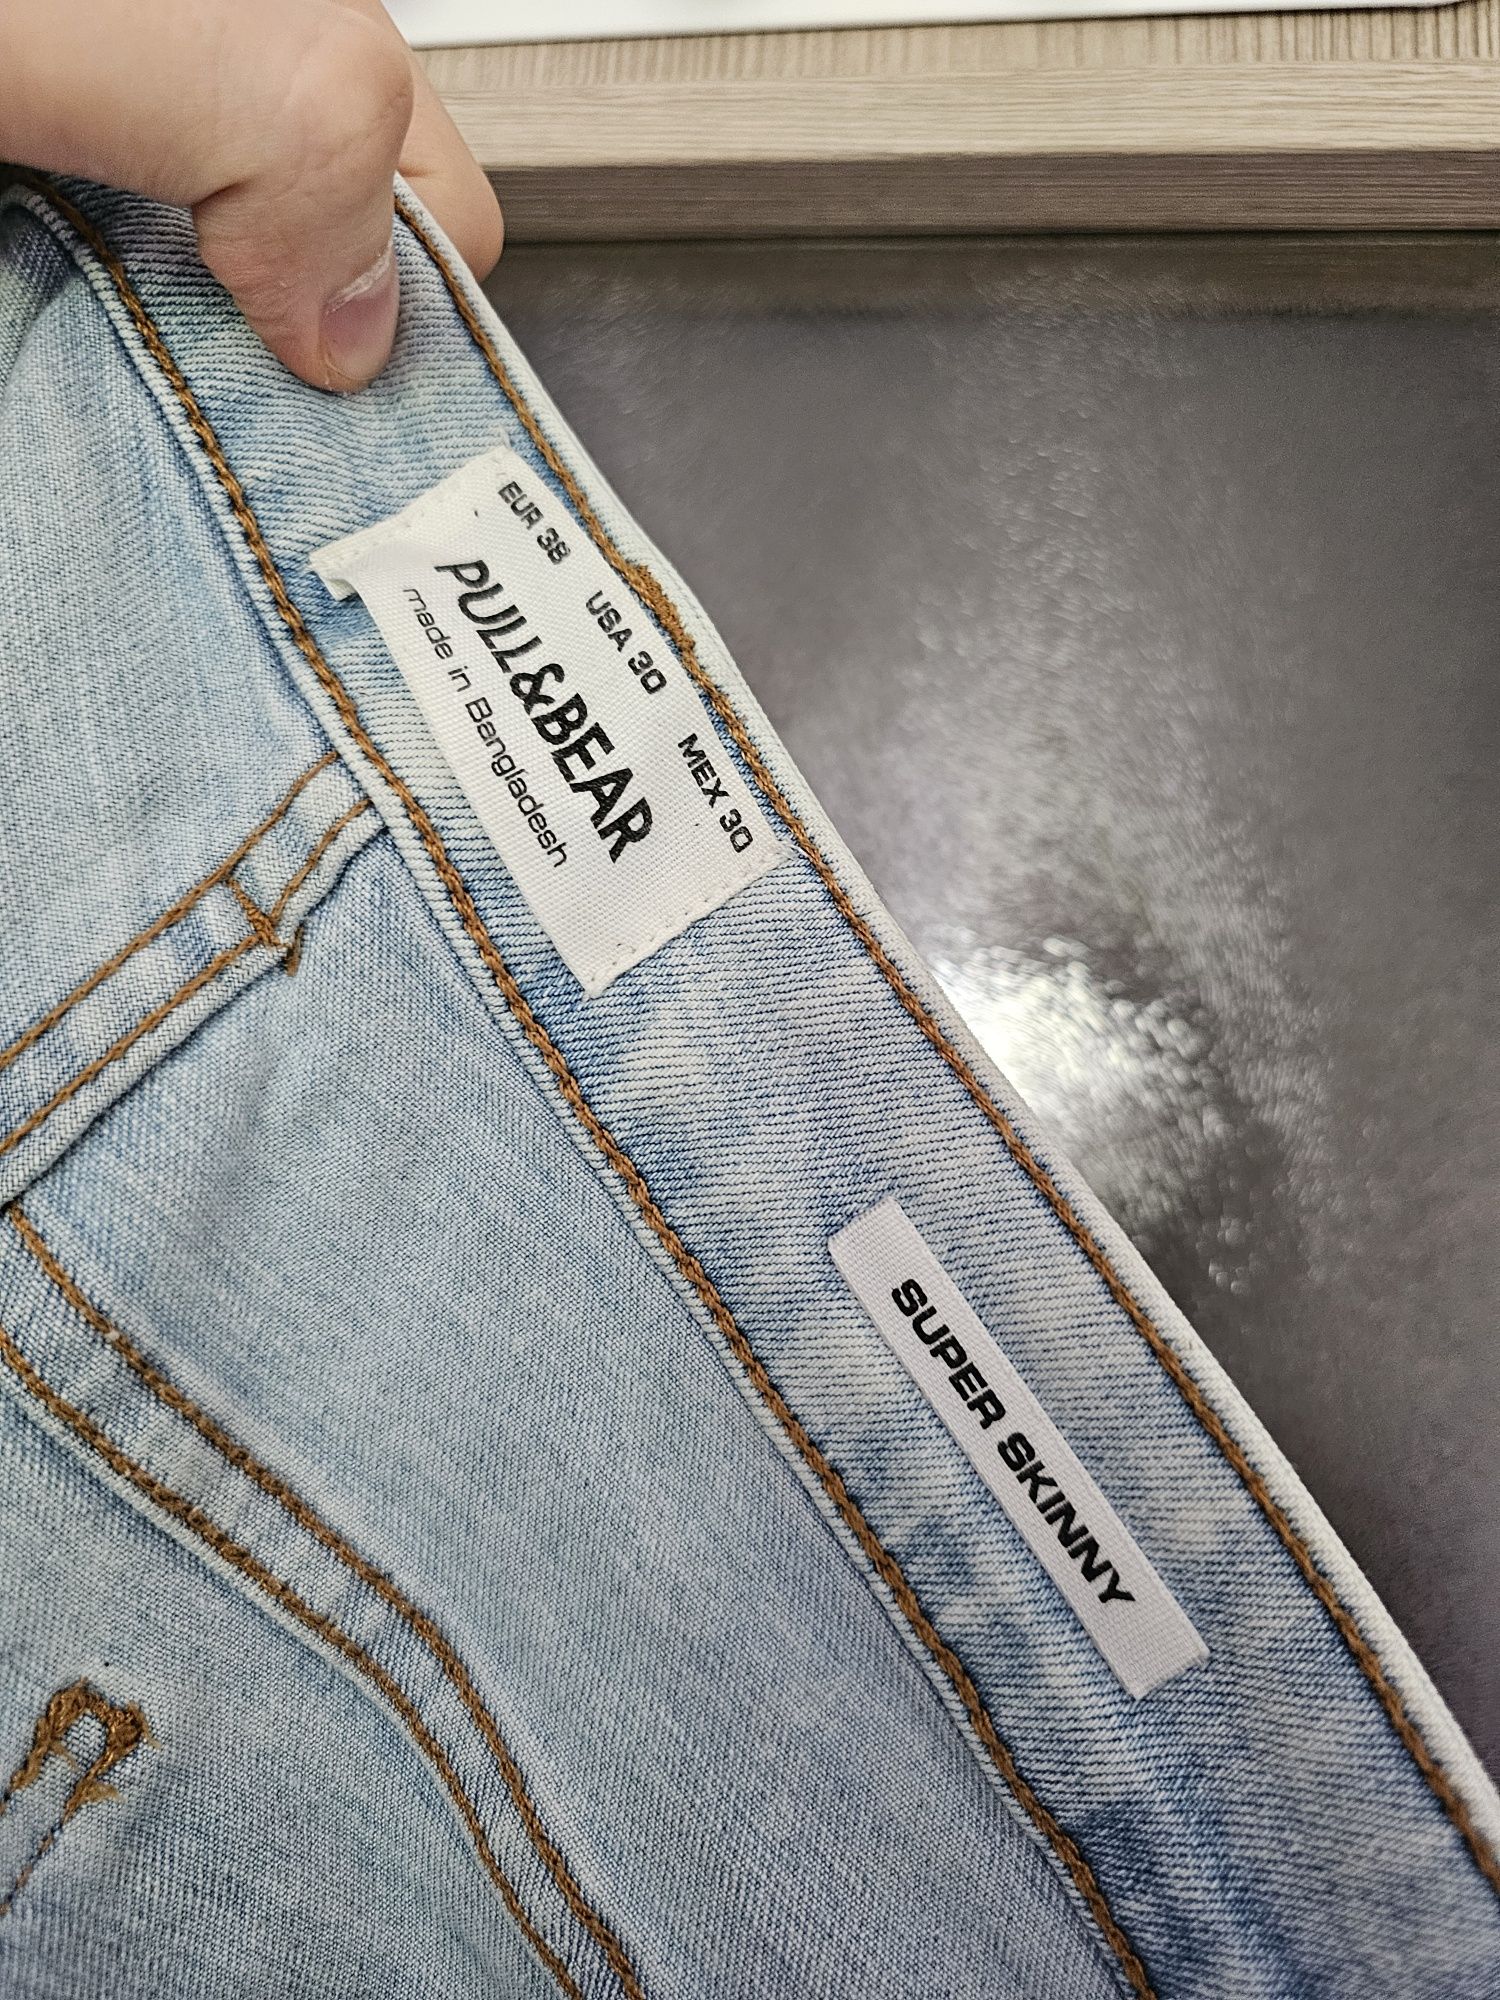 EUR 38 USA 30 MEX 30
PULL&BEAR
made in Bangladesh
SUPER SKINNY